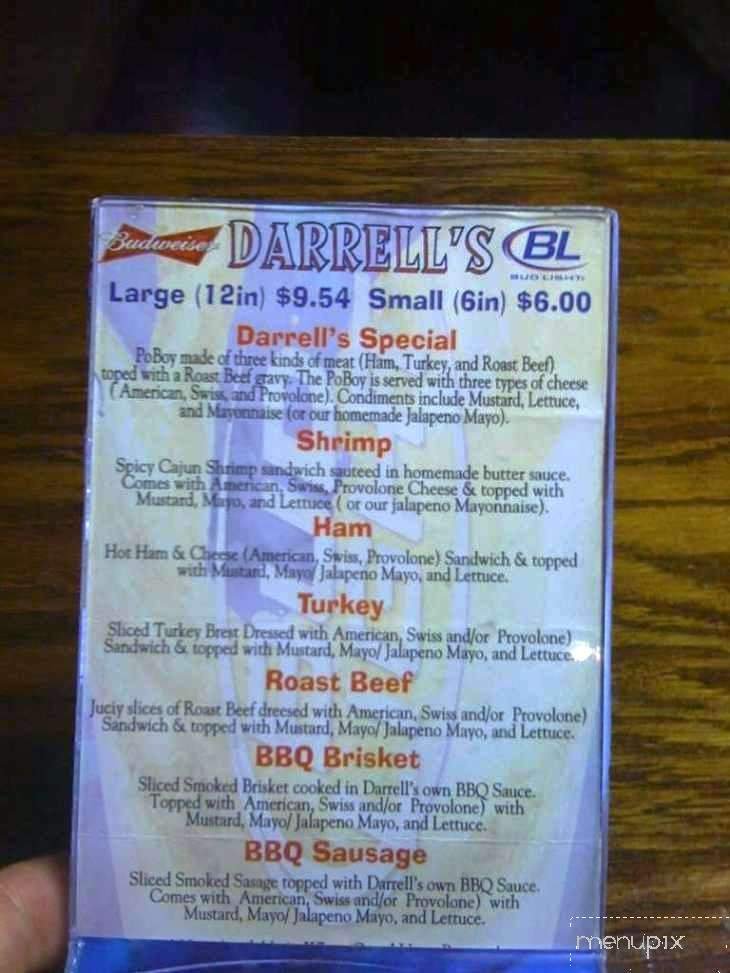 Budweiser DARRELL'S BL
BUD LIGHT
Large (12in) $9.54 Small (6in) $6.00
Darrell's Special
PoBoy made of three kinds of meat (Ham, Turkey, and Roast Beef)
toped with a Roast Beef gravy. The PoBoy is served with three types of cheese
(American, Swiss, and Provolone). Condiments include Mustard, Lettuce,
and Mayonnaise (or our homemade Jalapeno Mayo).
Shrimp
Spicy Cajun Shrimp sandwich sauteed in homemade butter sauce.
Comes with American, Swiss, Provolone Cheese & topped with
Mustard, Mayo, and Lettuce ( or our jalapeno Mayonnaise).
Ham
Hot Ham & Cheese (American, Swiss, Provolone) Sandwich & topped
with Mustard, Mayo/ Jalapeno Mayo, and Lettuce.
Turkey
Sliced Turkey Brest Dressed with American, Swiss and/or Provolone)
Sandwich & topped with Mustard, Mayo/ Jalapeno Mayo, and Lettuce.
Roast Beef
Juciy slices of Roast Beef dreesed with American, Swiss and/or Provolone)
Sandwich & topped with Mustard, Mayo/ Jalapeno Mayo, and Lettuce.
BBQ Brisket
Sliced Smoked Brisket cooked in Darrell's own BBQ Sauce.
Topped with American, Swiss and/or Provolone) with
Mustard, Mayo/ Jalapeno Mayo, and Lettuce.
BBQ Sausage
Sliced Smoked Sasage topped with Darrell's own BBQ Sauce.
Comes with American, Swiss and/or Provolone) with
Mustard, Mayo/ Jalapeno Mayo, and Lettuce.
menupix